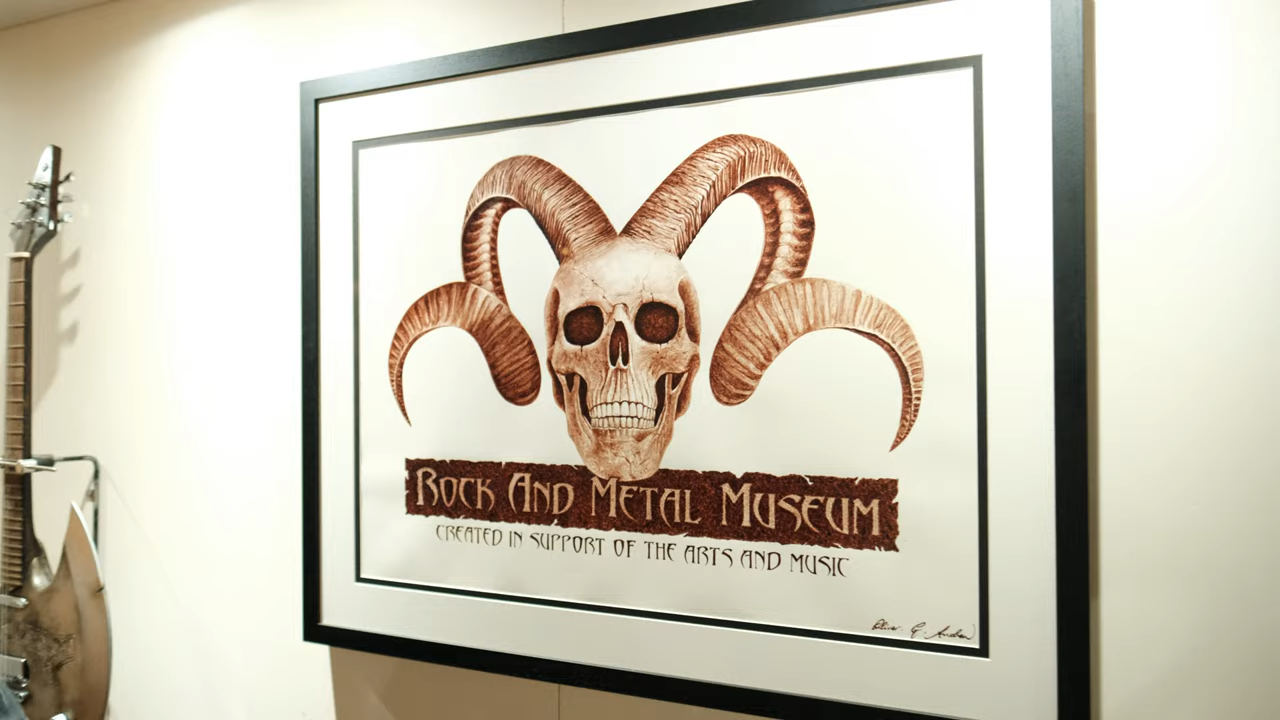 Rock And Metal Museum
CREATED IN SUPPORT OF THE ARTS AND MUSIC